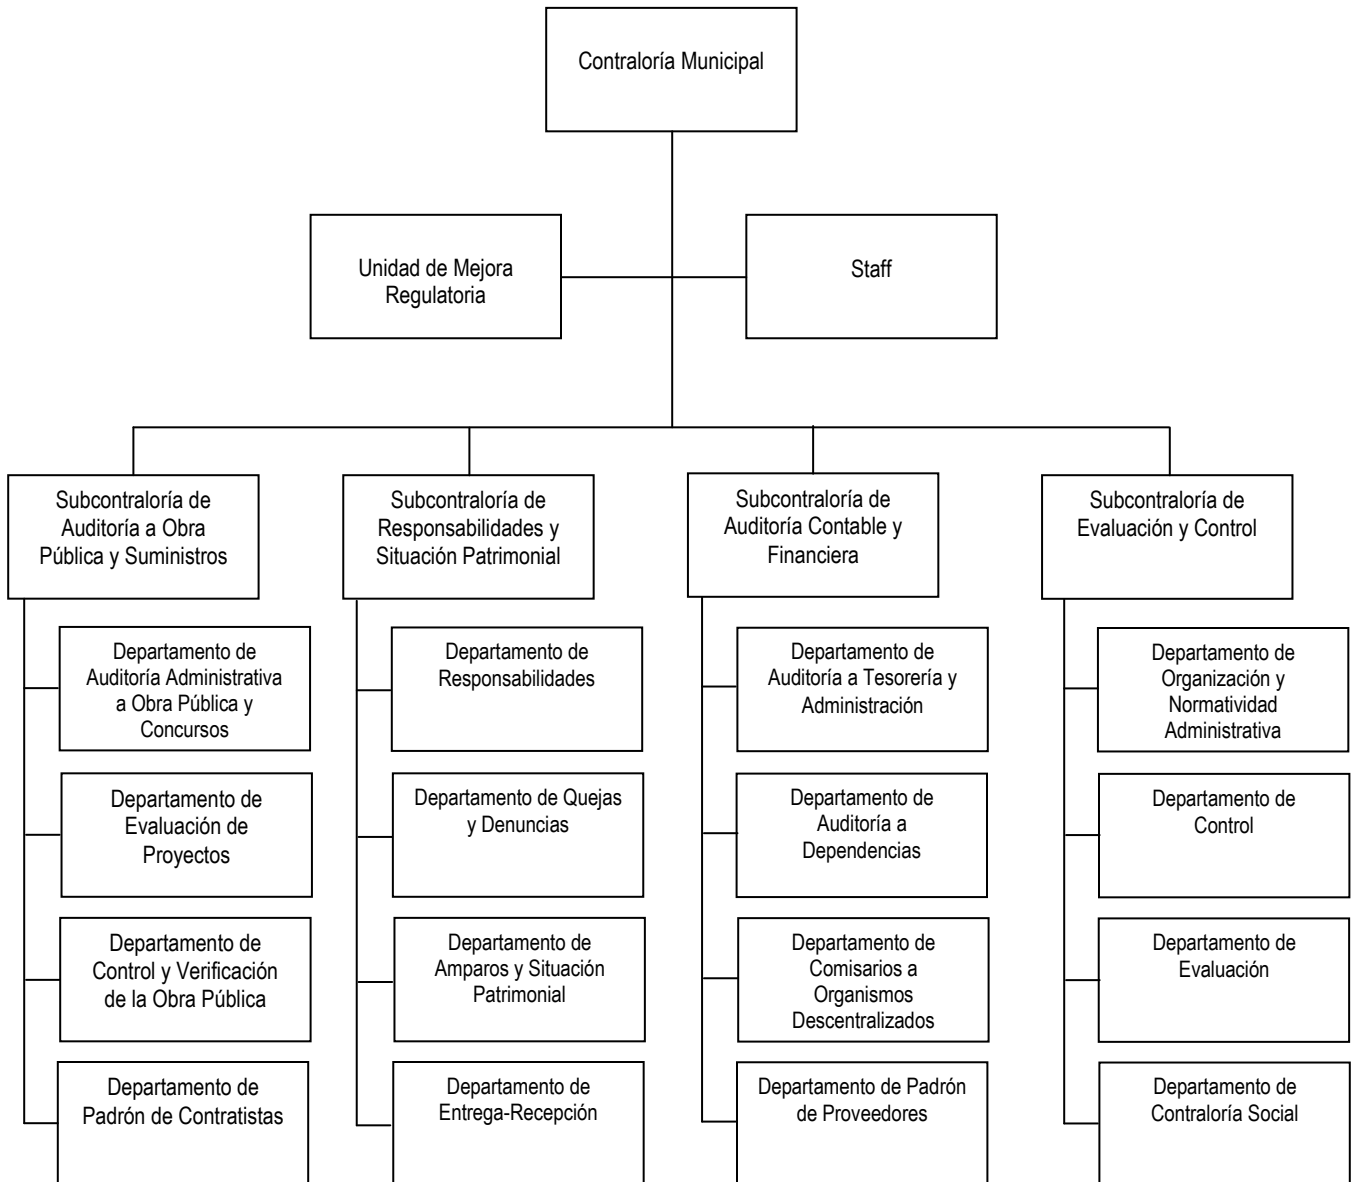 Contraloría Municipal
Unidad de Mejora
Regulatoria
Staff
Subcontraloría de
Auditoría a Obra
Pública y Suministros
Subcontraloría de
Responsabilidades y
Situación Patrimonial
Subcontraloría de
Auditoría Contable y
Financiera
Subcontraloría de
Evaluación y Control
Departamento de
Auditoría Administrativa
a Obra Pública y
Concursos
Departamento de
Responsabilidades
Departamento de
Auditoría a Tesorería y
Administración
Departamento de
Organización y
Normatividad
Administrativa
Departamento de
Evaluación de
Proyectos
Departamento de Quejas
y Denuncias
Departamento de
Auditoría a
Dependencias
Departamento de
Control
Departamento de
Control y Verificación
de la Obra Pública
Departamento de
Amparos y Situación
Patrimonial
Departamento de
Comisarios a
Organismos
Descentralizados
Departamento de
Evaluación
Departamento de
Padrón de Contratistas
Departamento de
Entrega-Recepción
Departamento de Padrón
de Proveedores
Departamento de
Contraloría Social